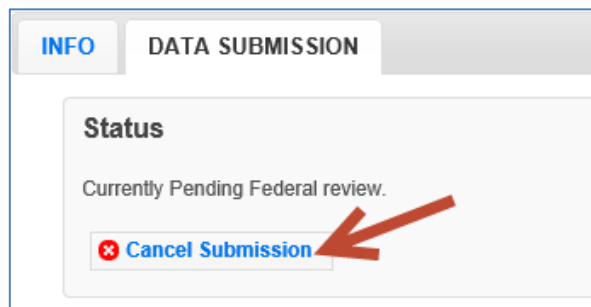 INFO DATA SUBMISSION
Status
Currently Pending Federal review.
Cancel Submission